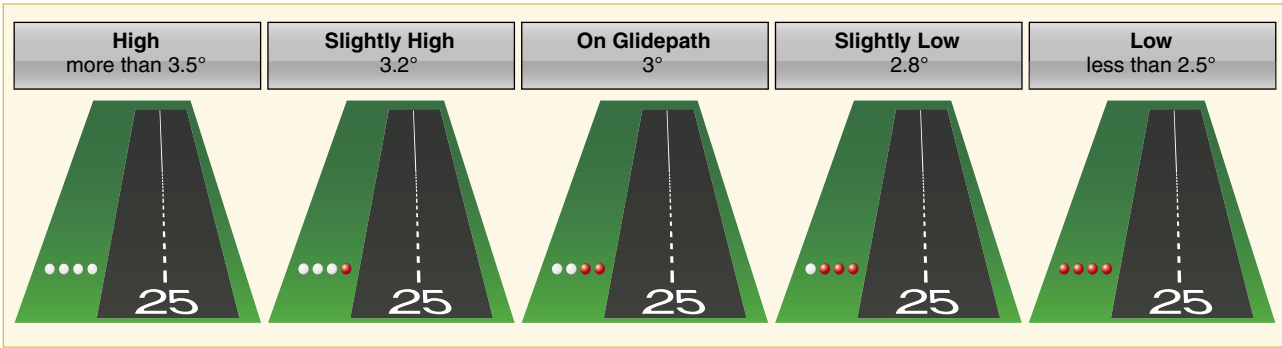 High
more than 3.5°
Slightly High
3.2°
On Glidepath
3°
Slightly Low
2.8°
Low
less than 2.5°
25
25
25
25
25